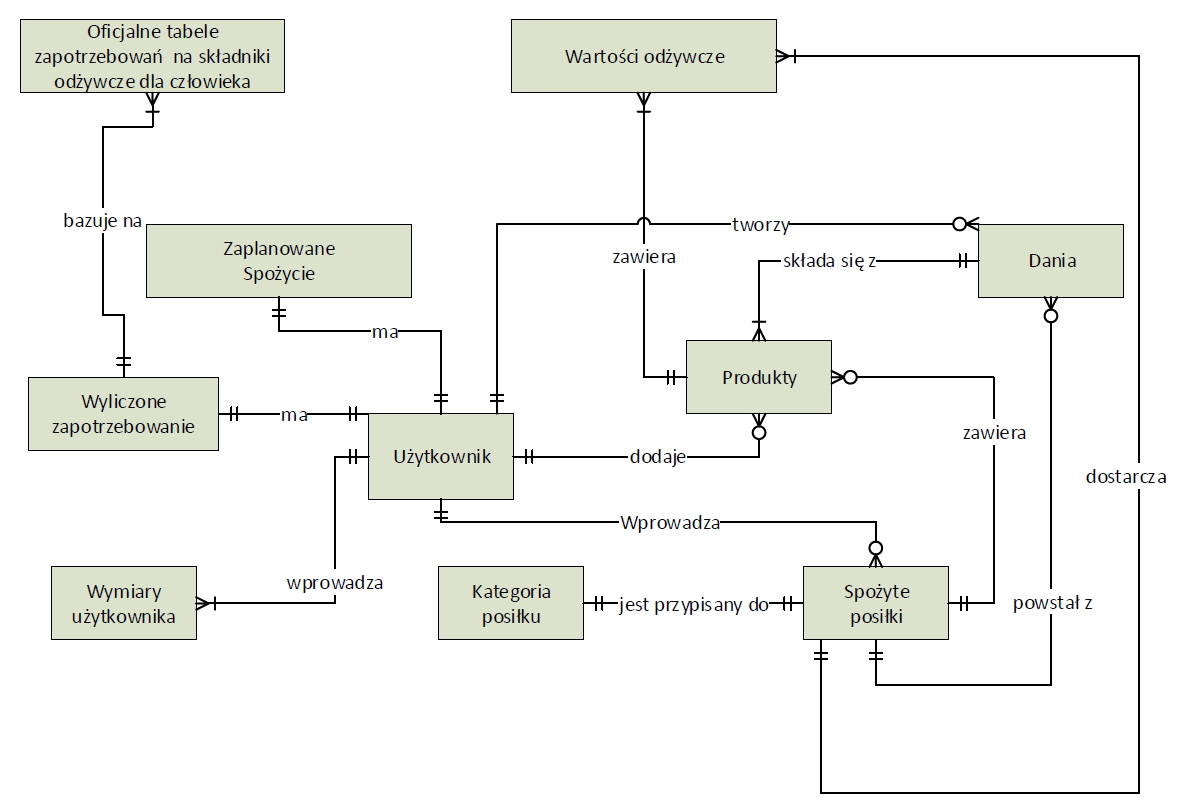 Oficjalne tabele
zapotrzebowań na składniki
odżywcze dla człowieka
Wartości odżywcze
bazuje na
Zaplanowane
Spożycie
zawiera
tworzy
składa się z
Dania
ma
Produkty
Wyliczone
zapotrzebowanie
ma
Użytkownik
dodaje
zawiera
dostarcza
Wprowadza
wprowadza
Wymiary
użytkownika
Kategoria
posiłku
jest przypisany do
Spożyte
posiłki
powstał z